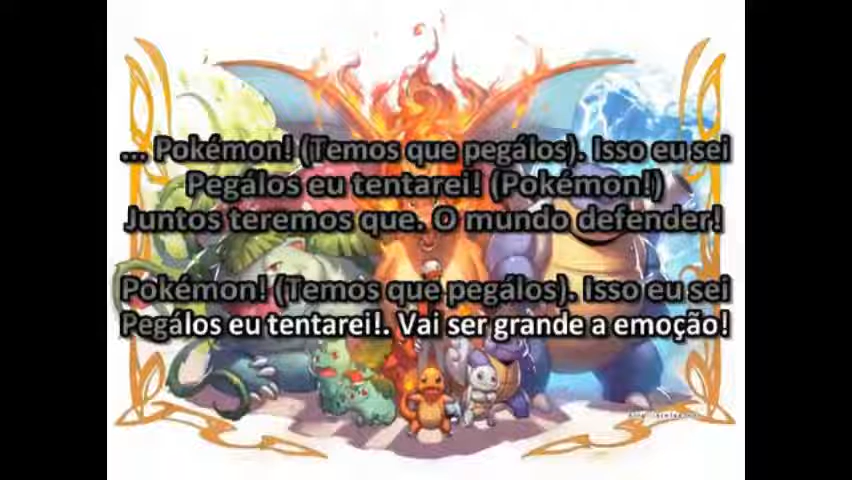 ... Pokémon! (Temos que pegálos). Isso eu sei
Pegálos eu tentarei! (Pokémon!)
Juntos teremos que. O mundo defender!
Pokémon! (Temos que pegálos). Isso eu sei
Pegálos eu tentarei!. Vai ser grande a emoção!